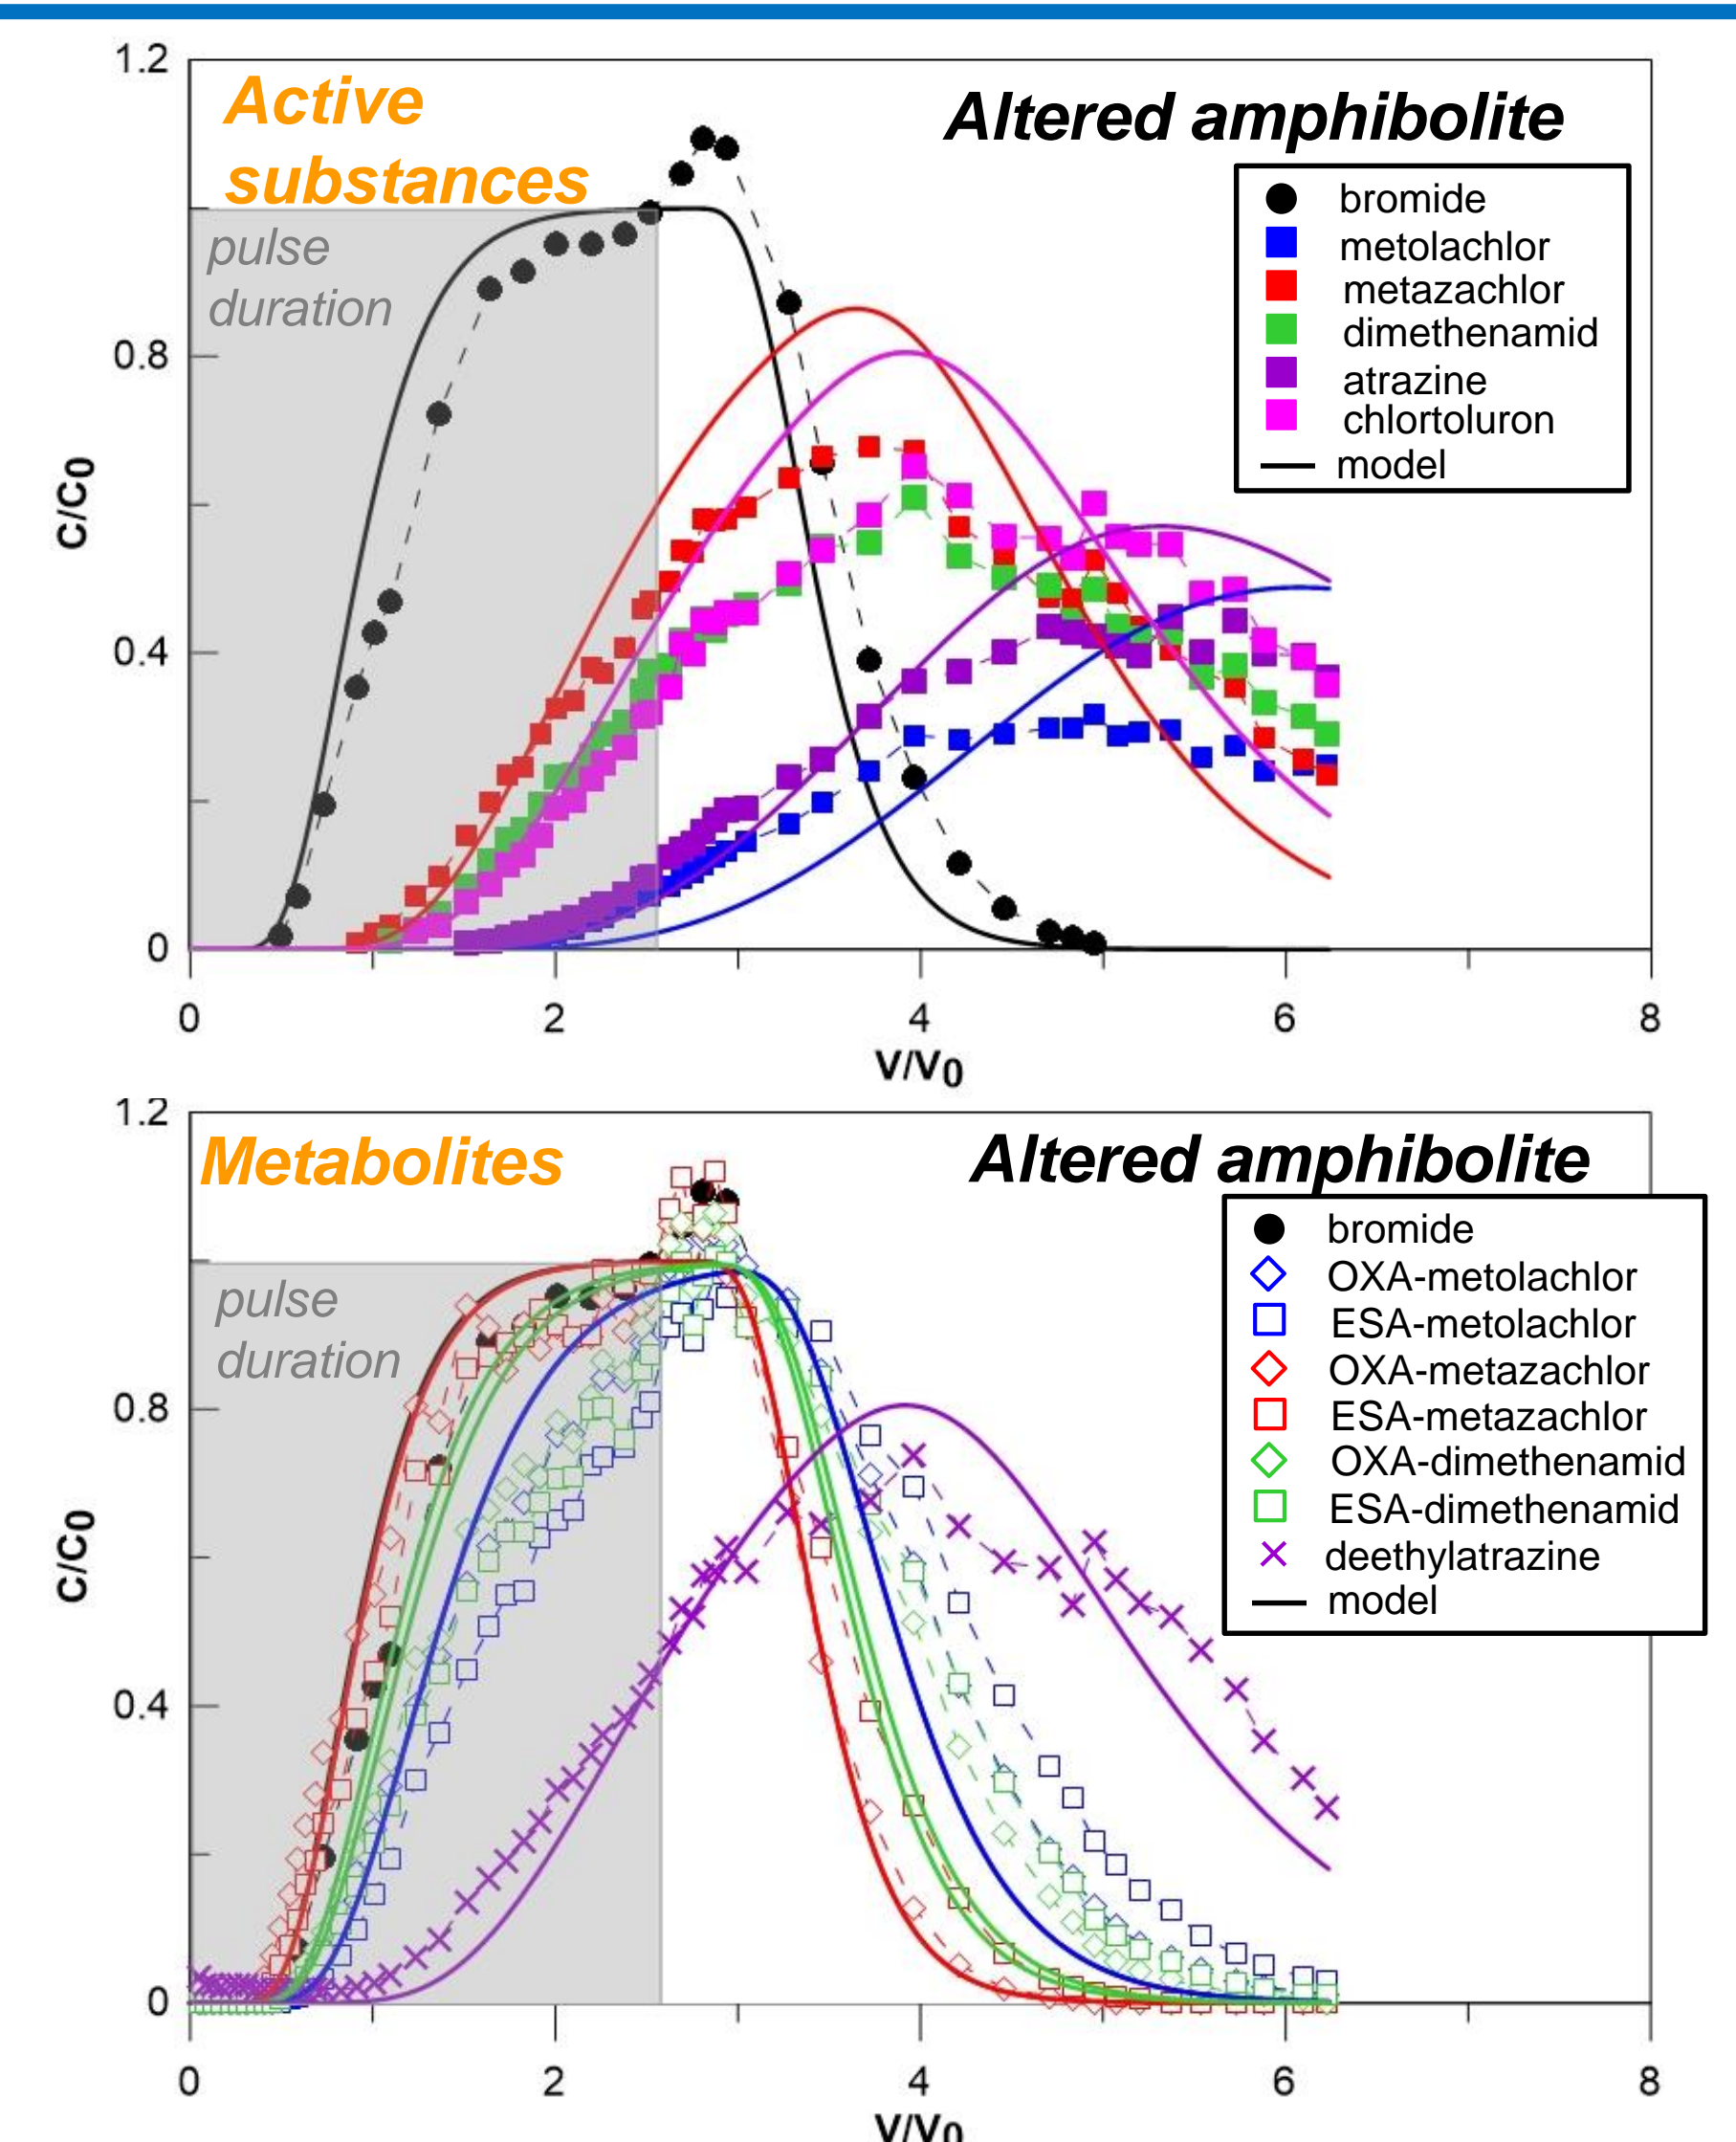 1.2
Active
substances
Altered amphibolite
pulse
duration
bromide
metolachlor
metazachlor
dimethenamid
atrazine
chlortoluron
model
0.8
C/C0
0.4
0
0 2 4 6 8
V/V0
1.2
Metabolites
Altered amphibolite
pulse
duration
bromide
OXA-metolachlor
ESA-metolachlor
OXA-metazachlor
ESA-metazachlor
OXA-dimethenamid
ESA-dimethenamid
deethylatrazine
model
0.8
C/C0
0.4
0
0 2 4 6 8
V/V0